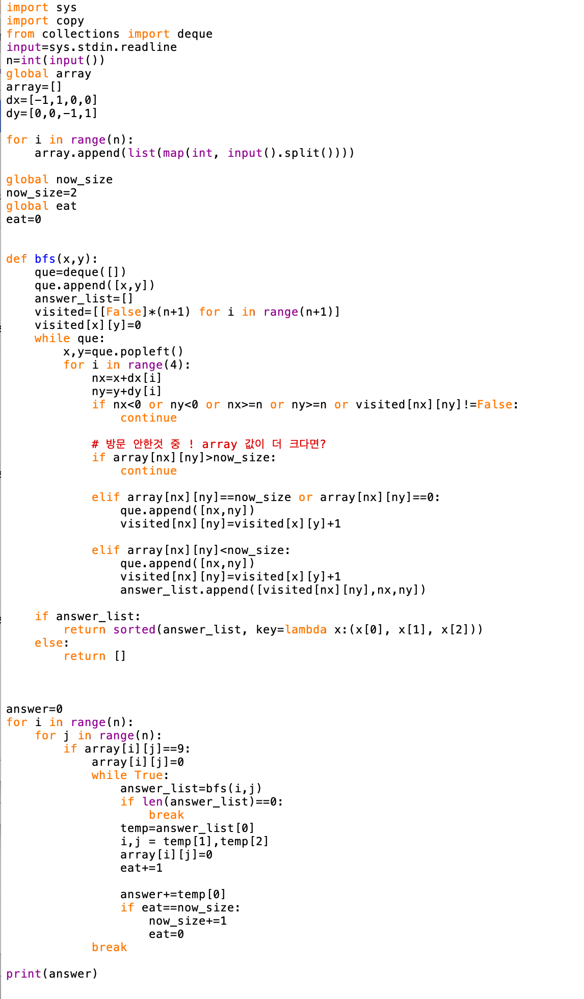 import sys
import copy
from collections import deque
input=sys.stdin.readline
n=int(input())
global array
array=[]
dx=[-1,1,0,0]
dy=[0,0,-1,1]

for i in range(n):
    array.append(list(map(int, input().split())))

global now_size
now_size=2
global eat
eat=0


def bfs(x,y):
    que=deque([])
    que.append([x,y])
    answer_list=[]
    visited=[[False]*(n+1) for i in range(n+1)]
    visited[x][y]=0
    while que:
        x,y=que.popleft()
        for i in range(4):
            nx=x+dx[i]
            ny=y+dy[i]
            if nx<0 or ny<0 or nx>=n or ny>=n or visited[nx][ny]!=False:
                continue

            # 방문 안한것 중 ! array 값이 더 크다면?
            if array[nx][ny]>now_size:
                continue

            elif array[nx][ny]==now_size or array[nx][ny]==0:
                que.append([nx,ny])
                visited[nx][ny]=visited[x][y]+1

            elif array[nx][ny]<now_size:
                que.append([nx,ny])
                visited[nx][ny]=visited[x][y]+1
                answer_list.append([visited[nx][ny],nx,ny])

    if answer_list:
        return sorted(answer_list, key=lambda x:(x[0], x[1], x[2]))
    else:
        return []



answer=0
for i in range(n):
    for j in range(n):
        if array[i][j]==9:
            array[i][j]=0
            while True:
                answer_list=bfs(i,j)
                if len(answer_list)==0:
                    break
                temp=answer_list[0]
                i,j = temp[1],temp[2]
                array[i][j]=0
                eat+=1

                answer+=temp[0]
                if eat==now_size:
                    now_size+=1
                    eat=0
            break

print(answer)